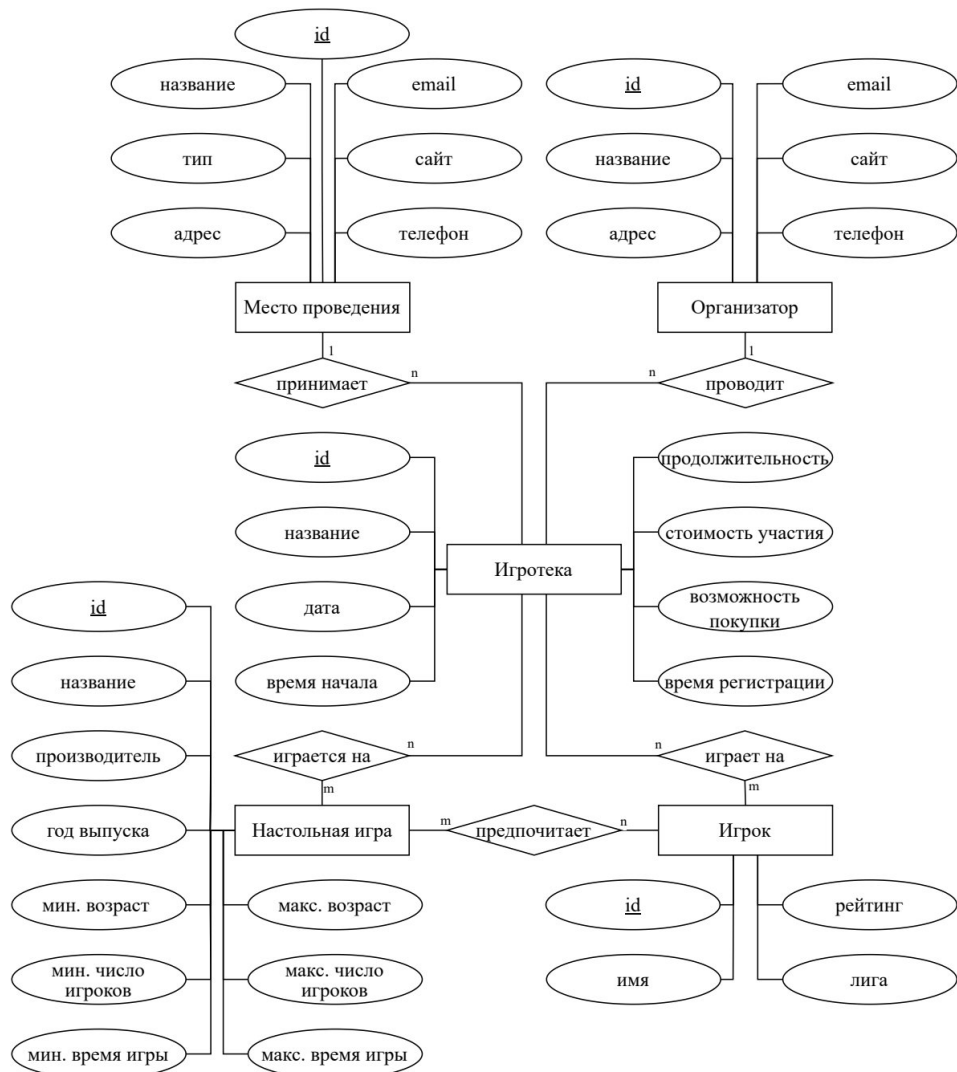 id
название
email
id
email
тип
сайт
название
сайт
адрес
телефон
адрес
телефон
Место проведения
Организатор
1
1
принимает
n
n
проводит
id
продолжительность
название
стоимость участия
Игротека
id
дата
возможность
покупки
название
время начала
время регистрации
производитель
играется на
n
n
играет на
m
m
год выпуска
Настольная игра
m
предпочитает
n
Игрок
мин. возраст
макс. возраст
id
рейтинг
мин. число
игроков
макс. число
игроков
имя
лига
мин. время игры
макс. время игры